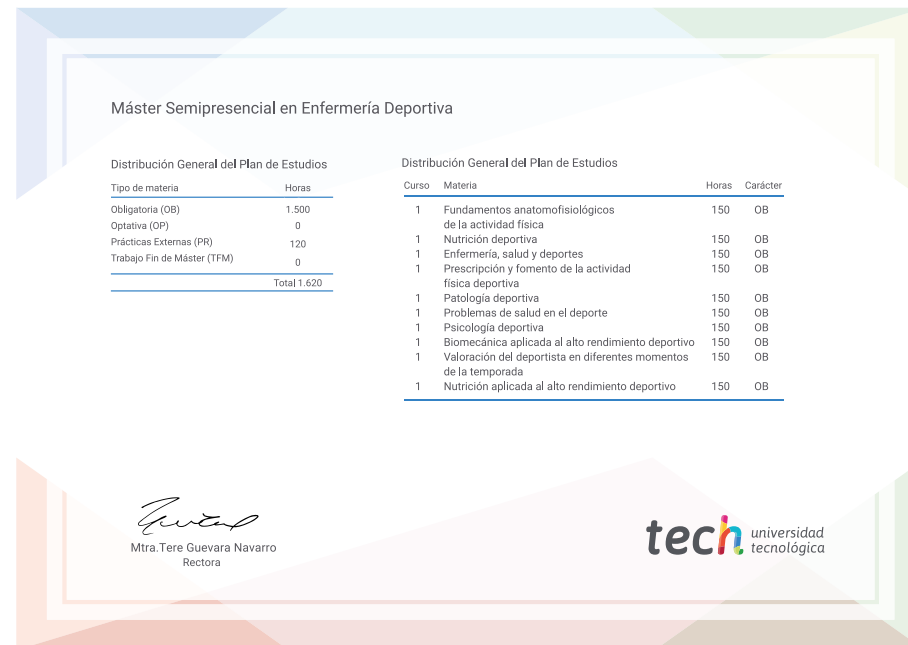 Máster Semipresencial en Enfermería Deportiva
Distribución General del Plan de Estudios
Tipo de materia Horas
Obligatoria (OB) 1.500
Optativa (OP) 0
Prácticas Externas (PR) 120
Trabajo Fin de Máster (TFM) 0
Total 1.620
Distribución General del Plan de Estudios
Curso Materia Horas Carácter
1 Fundamentos anatomofisiológicos 150 OB
de la actividad física
1 Nutrición deportiva 150 OB
1 Enfermería, salud y deportes 150 OB
1 Prescripción y fomento de la actividad 150 OB
física deportiva
1 Patología deportiva 150 OB
1 Problemas de salud en el deporte 150 OB
1 Psicología deportiva 150 OB
1 Biomecánica aplicada al alto rendimiento deportivo 150 OB
1 Valoración del deportista en diferentes momentos 150 OB
de la temporada
1 Nutrición aplicada al alto rendimiento deportivo 150 OB
Mtra.Tere Guevara Navarro
Rectora
tech universidad
tecnológica